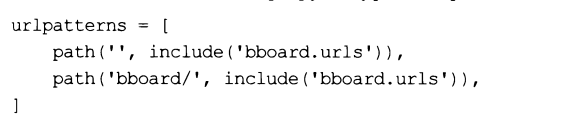 urlpatterns = [
    path('', include('bboard.urls')),
    path('bboard/', include('bboard.urls')),
]